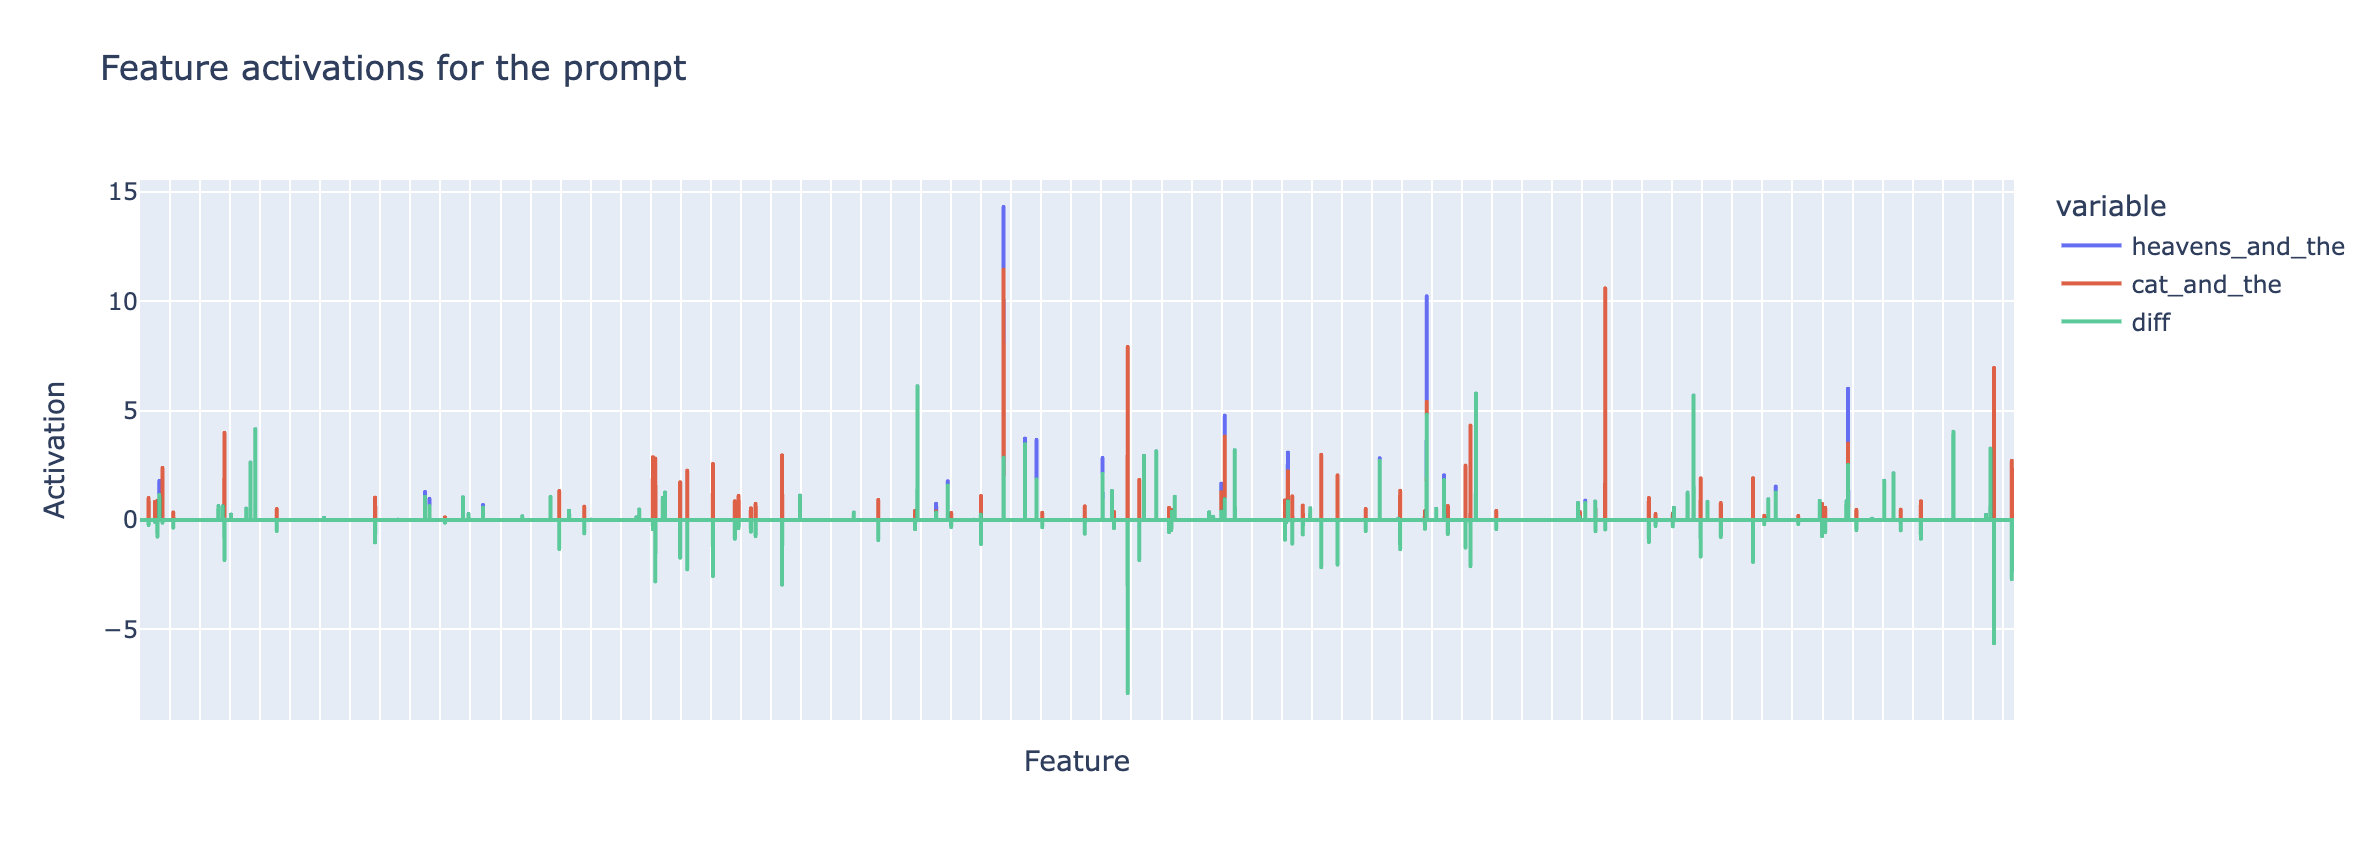 Feature activations for the prompt
15
10
5
0
−5
Activation
Feature
variable
heavens_and_the
cat_and_the
diff